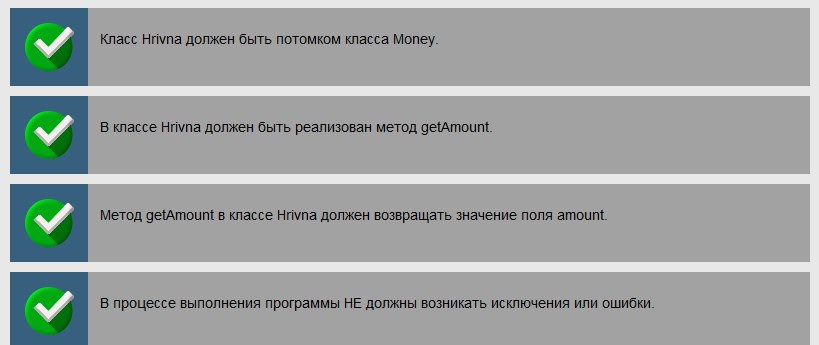 Класс Hrivna должен быть потомком класса Money.
В классе Hrivna должен быть реализован метод getAmount.
Метод getAmount в классе Hrivna должен возвращать значение поля amount.
В процессе выполнения программы НЕ должны возникать исключения или ошибки.